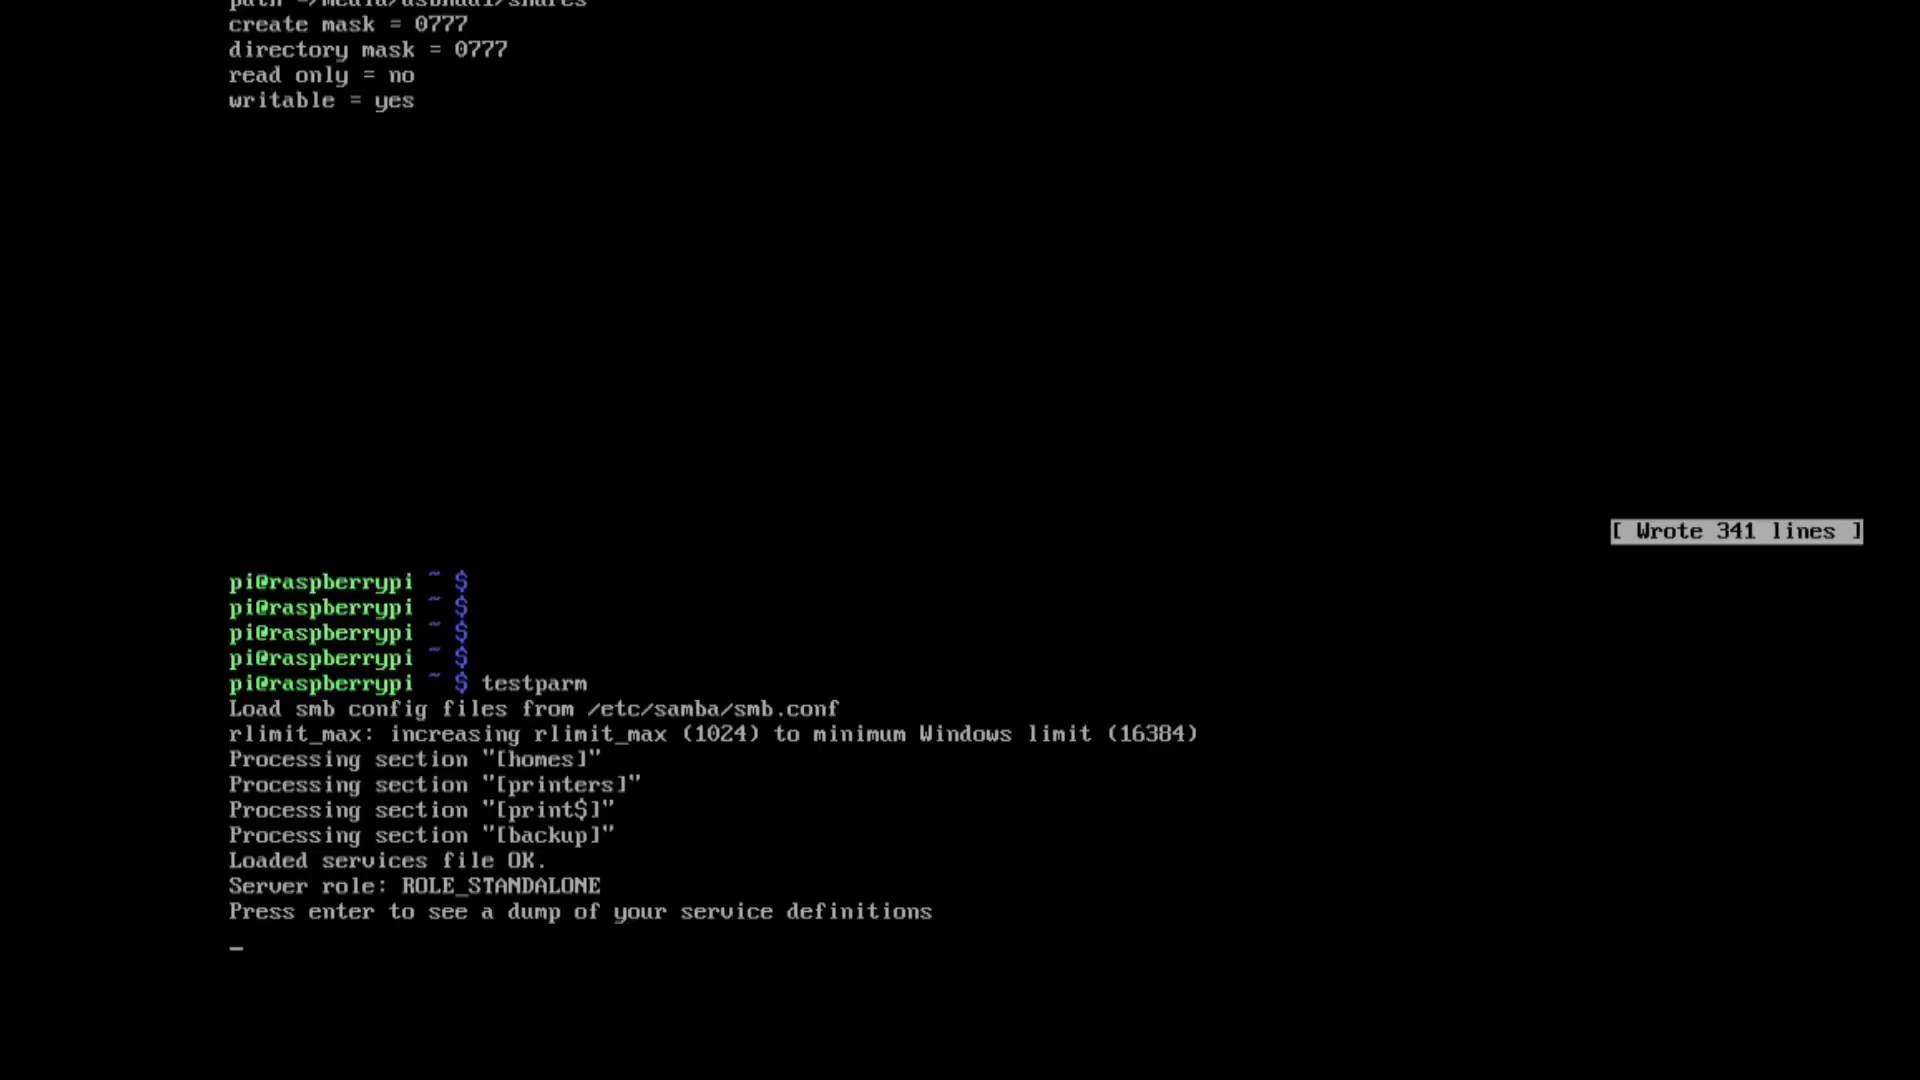 create mask = 0777
directory mask = 0777
read only = no
writable = yes
[ Wrote 341 lines ]
pi@raspberrypi ~ $
pi@raspberrypi ~ $
pi@raspberrypi ~ $
pi@raspberrypi ~ $
pi@raspberrypi ~ $ testparm
Load smb config files from /etc/samba/smb.conf
rlimit_max: increasing rlimit_max (1024) to minimum Windows limit (16384)
Processing section "[homes]"
Processing section "[printers]"
Processing section "[print$]"
Processing section "[backup]"
Loaded services file OK.
Server role: ROLE_STANDALONE
Press enter to see a dump of your service definitions